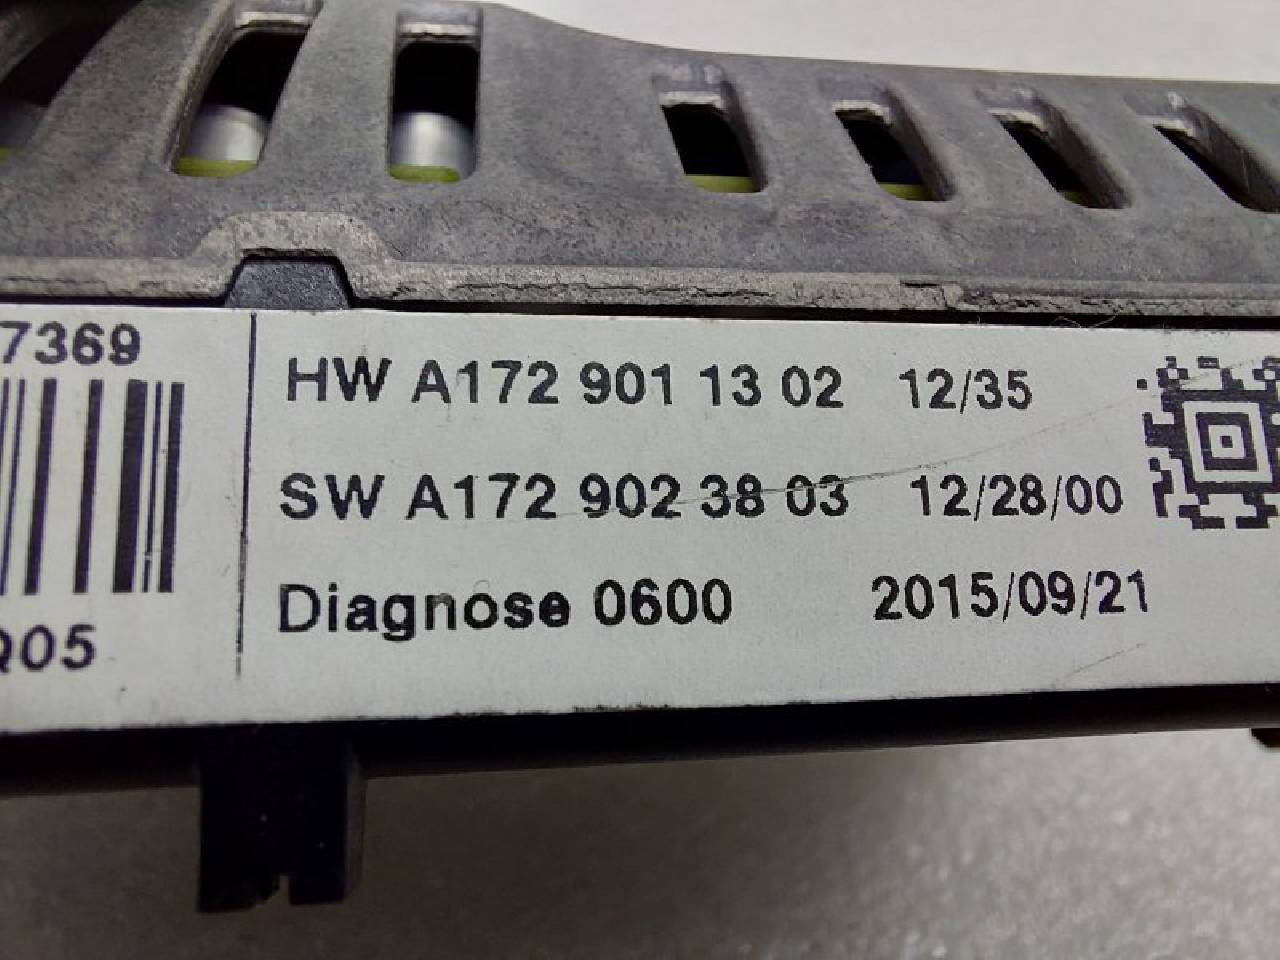 7369
HW A172 901 13 02 12/35
SW A172 902 38 03 12/28/00
Diagnose 0600 2015/09/21
Q05